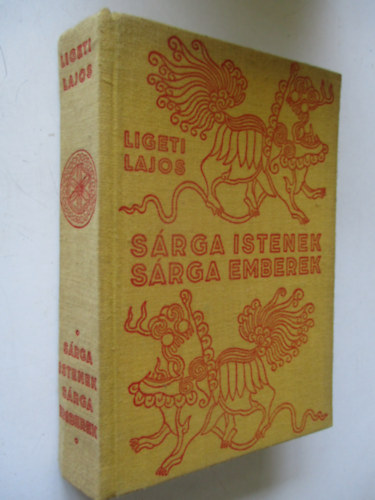 LIGETI
LAJOS
SÁRGA
ISTENEK
SÁRGA
EMBEREK
LIGETI
LAJOS
SÁRGA ISTENEK
SÁRGA EMBEREK